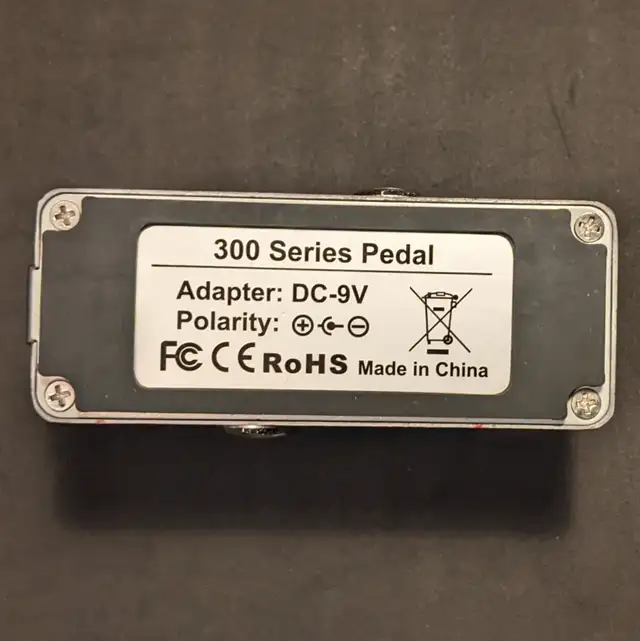 300 Series Pedal
Adapter: DC-9V
Polarity: + -
FC CE RoHS Made in China